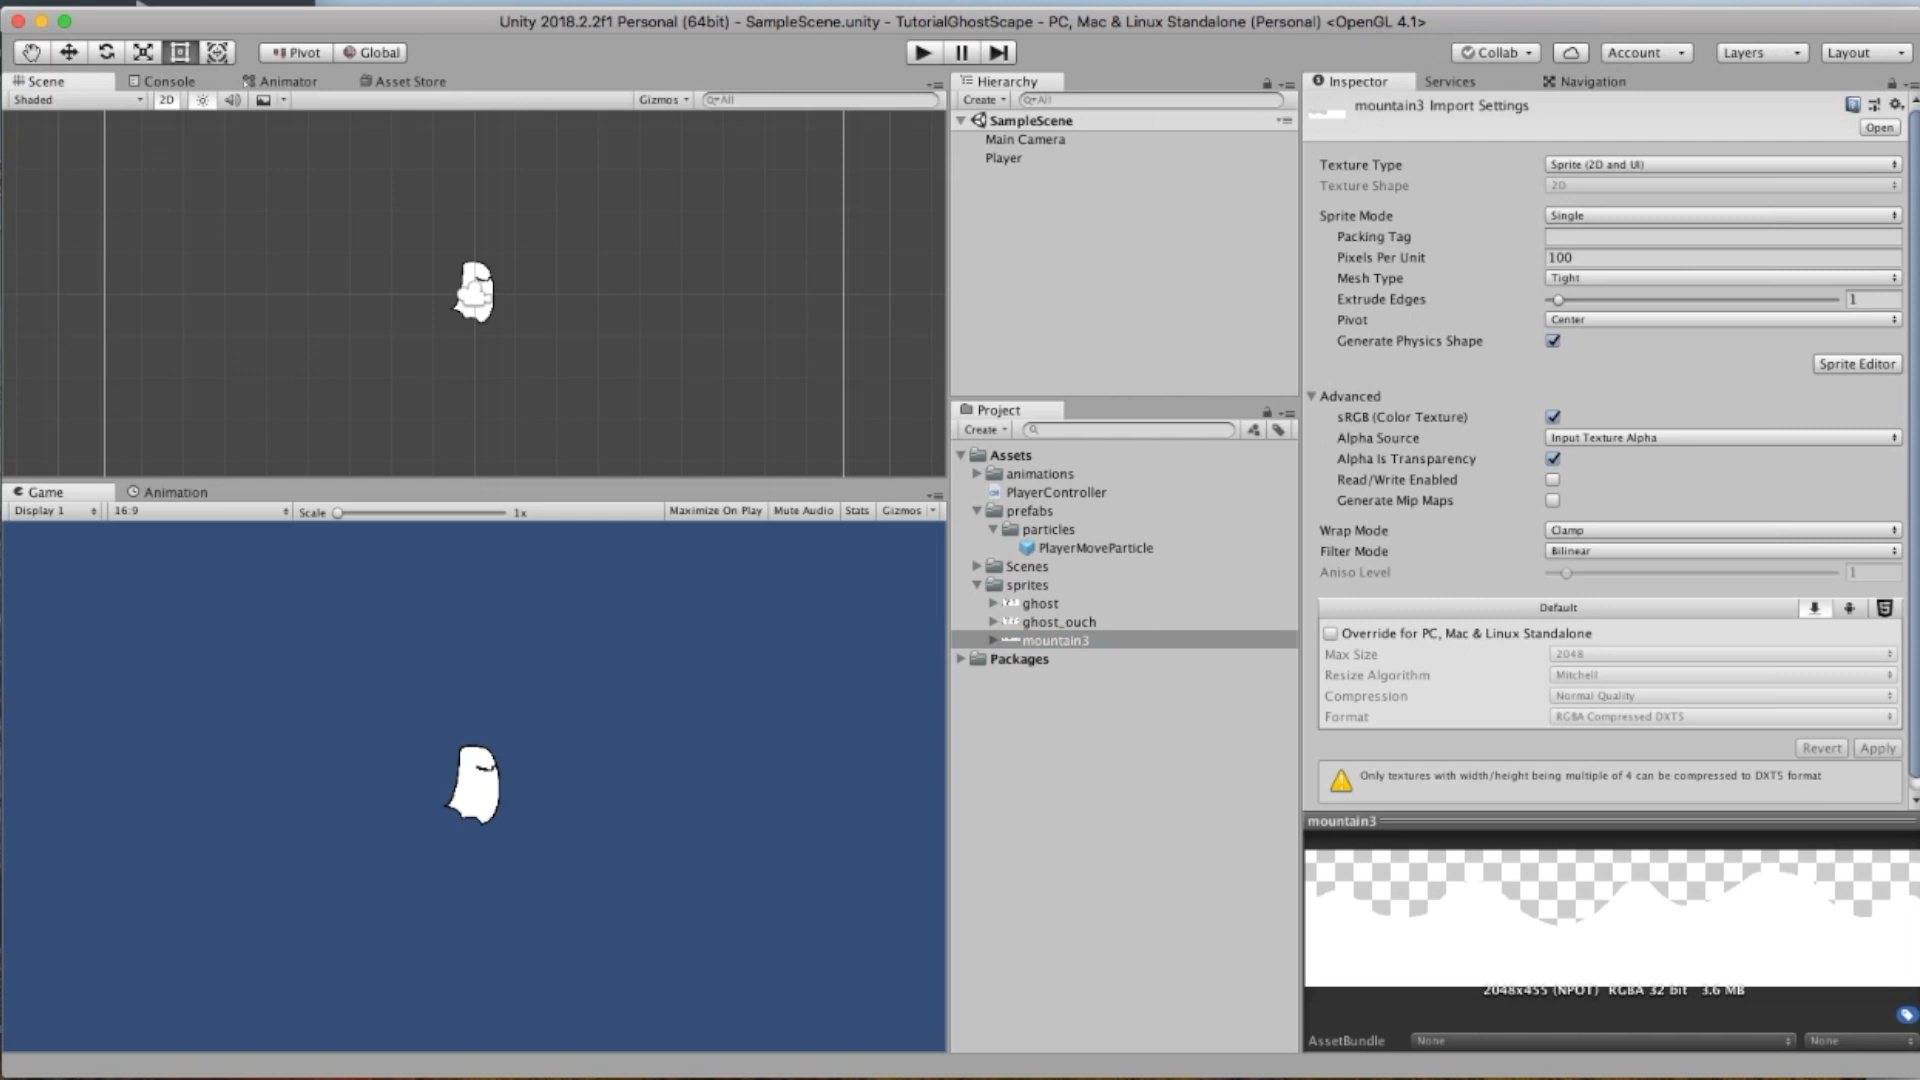 Unity 2018.2.2f1 Personal (64bit) - SampleScene.unity - TutorialGhostScape - PC, Mac & Linux Standalone (Personal) <OpenGL 4.1>
Pivot Global Collab Account Layers Layout
Scene Console Animator Asset Store
Shaded 2D Gizmos All
Hierarchy
Create All
SampleScene
Main Camera
Player
Game Animation
Display 1 16:9 Scale 1x Maximize On Play Mute Audio Stats Gizmos
Project
Create
Assets
animations
PlayerController
prefabs
particles
PlayerMoveParticle
Scenes
sprites
ghost
ghost_ouch
mountain3
Packages
Inspector Services Navigation
mountain3 Import Settings
Open
Texture Type Sprite (2D and UI)
Texture Shape 2D
Sprite Mode Single
Packing Tag
Pixels Per Unit 100
Mesh Type Tight
Extrude Edges 1
Pivot Center
Generate Physics Shape
Sprite Editor
Advanced
sRGB (Color Texture)
Alpha Source Input Texture Alpha
Alpha Is Transparency
Read/Write Enabled
Generate Mip Maps
Wrap Mode Clamp
Filter Mode Bilinear
Aniso Level 1
Default
Override for PC, Mac & Linux Standalone
Max Size 2048
Resize Algorithm Mitchell
Compression Normal Quality
Format RGBA Compressed DXT5
Revert Apply
Only textures with width/height being multiple of 4 can be compressed to DXT5 format
mountain3
2048x455 (NPOT) RGBA 32 bit 3.6 MB
AssetBundle None None